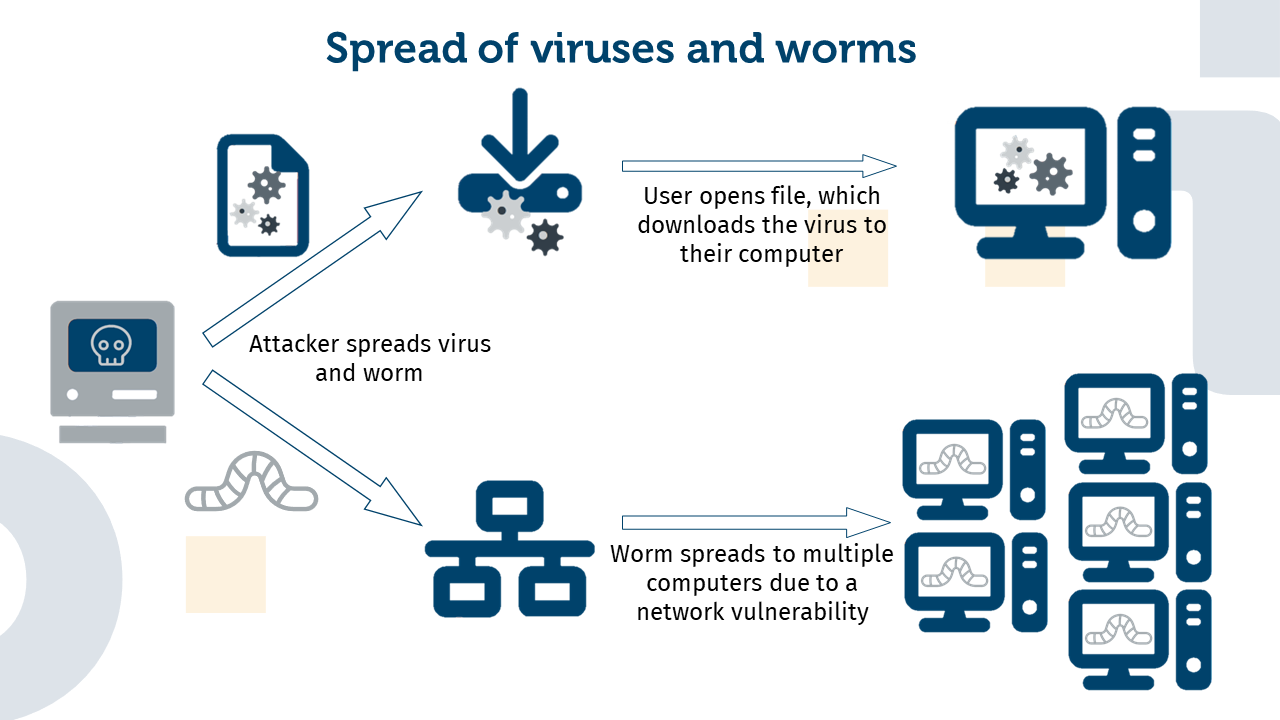 Spread of viruses and worms
User opens file, which
downloads the virus to
their computer
Attacker spreads virus
and worm
Worm spreads to multiple
computers due to a
network vulnerability